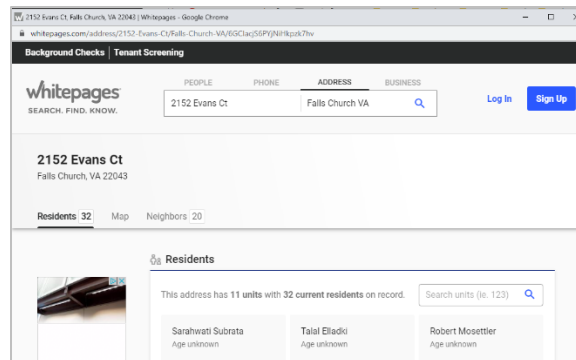 2152 Evans Ct, Falls Church, VA 22043 | Whitepages - Google Chrome
whitepages.com/address/2152-Evans-Ct/Falls-Church-VA/
Background Checks | Tenant Screening
PEOPLE PHONE ADDRESS BUSINESS
whitepages
SEARCH. FIND. KNOW.
2152 Evans Ct Falls Church VA
Log In Sign Up
2152 Evans Ct
Falls Church, VA 22043
Residents 32 Map Neighbors 20
Residents
This address has 11 units with 32 current residents on record. Search units (ie. 123)
Sarahwati Subrata Talal Elladki Robert Mosettler
Age unknown Age unknown Age unknown